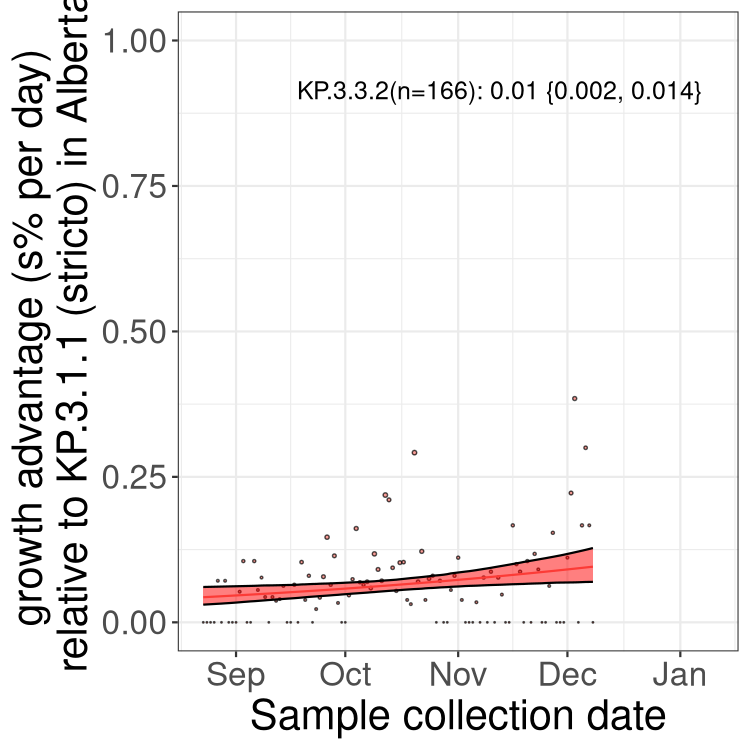 growth advantage (s% per day)
relative to KP.3.1.1 (stricto) in Alberta
1.00
0.75
0.50
0.25
0.00
KP.3.3.2(n=166): 0.01 {0.002, 0.014}
Sep Oct Nov Dec Jan
Sample collection date